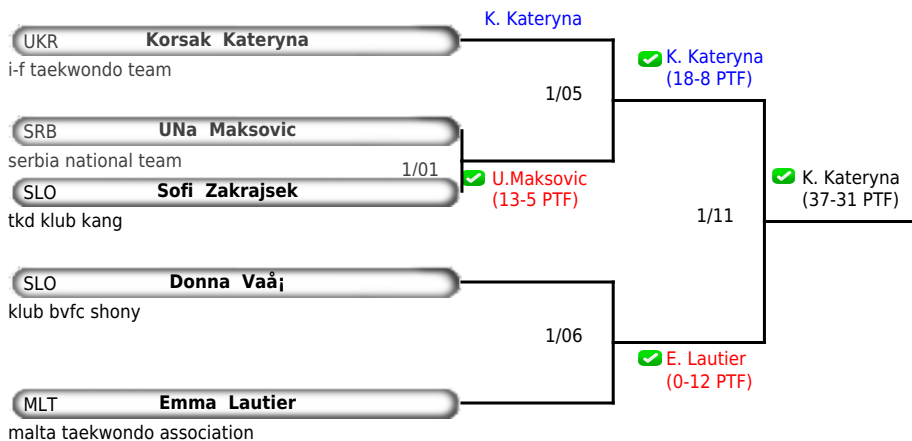 K. Kateryna
UKR Korsak Kateryna
i-f taekwondo team
K. Kateryna
(18-8 PTF)
1/05
SRB UNa Maksovic
serbia national team
1/01
U.Maksovic
(13-5 PTF)
SLO Sofi Zakrajsek
tkd klub kang
K. Kateryna
(37-31 PTF)
1/11
SLO Donna Vaå¡
klub bvfc shony
1/06
E. Lautier
(0-12 PTF)
MLT Emma Lautier
malta taekwondo association